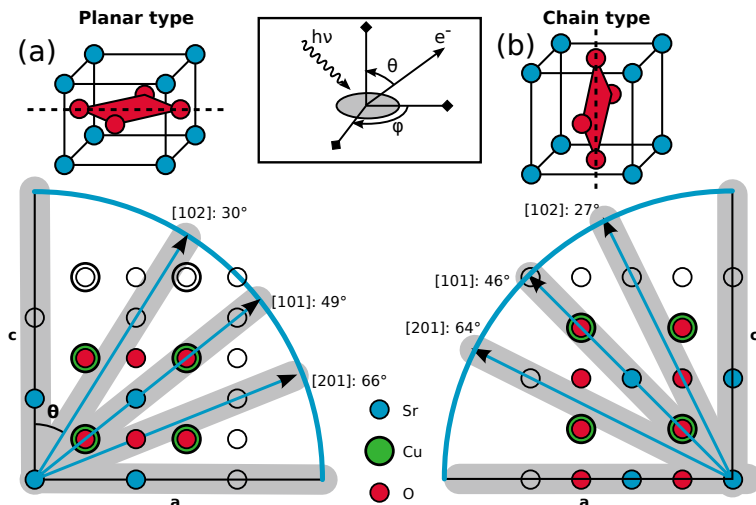 Planar type
Chain type
(a)
hν
e⁻
θ
φ
(b)
[102]: 30°
[101]: 49°
[201]: 66°
c
θ
a
[102]: 27°
[101]: 46°
[201]: 64°
c
a
Sr
Cu
O